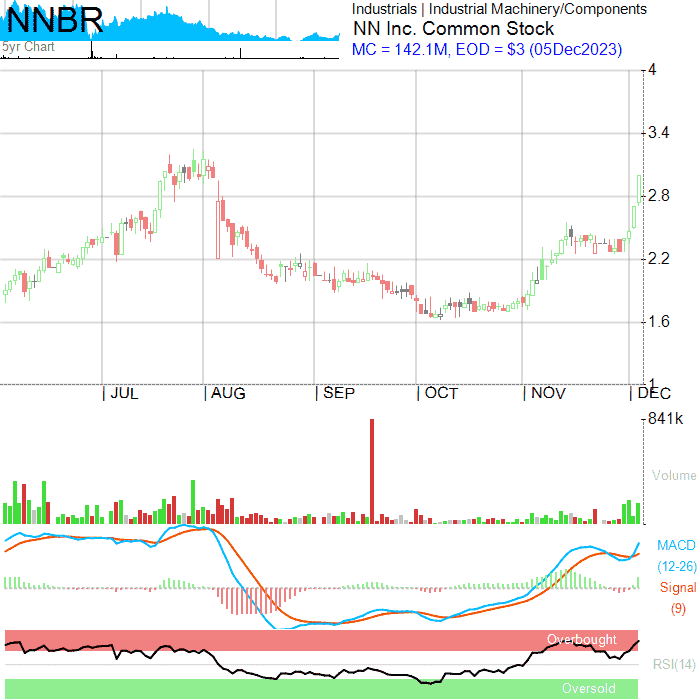 NNBR
5yr Chart
Industrials | Industrial Machinery/Components
NN Inc. Common Stock
MC = 142.1M, EOD = $3 (05Dec2023)
4
3.4
2.8
2.2
1.6
1
| JUL | AUG | SEP | OCT | NOV | DEC
841k
Volume
MACD
(12-26)
Signal
(9)
Overbought
RSI(14)
Oversold